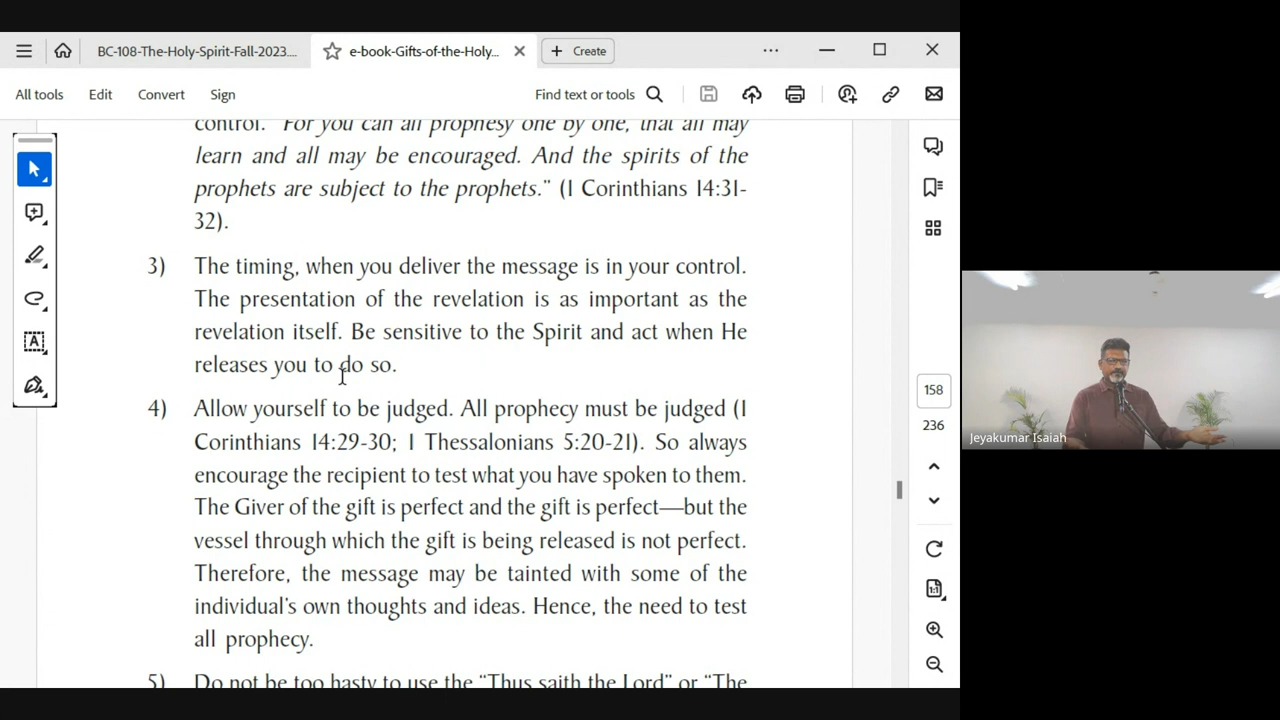 BC-108-The-Holy-Spirit-Fall-2023....
e-book-Gifts-of-the-Holy...
Create
All tools
Edit
Convert
Sign
Find text or tools
control. "For you can all prophesy one by one, that all may
learn and all may be encouraged. And the spirits of the
prophets are subject to the prophets." (1 Corinthians 14:31-
32).
3) The timing, when you deliver the message is in your control.
The presentation of the revelation is as important as the
revelation itself. Be sensitive to the Spirit and act when He
releases you to do so.
4) Allow yourself to be judged. All prophecy must be judged (1
Corinthians 14:29-30; 1 Thessalonians 5:20-21). So always
encourage the recipient to test what you have spoken to them.
The Giver of the gift is perfect and the gift is perfect—but the
vessel through which the gift is being released is not perfect.
Therefore, the message may be tainted with some of the
individual's own thoughts and ideas. Hence, the need to test
all prophecy.
5) Do not be too hasty to use the "Thus saith the Lord" or "The
158
236
Jeyakumar Isaiah